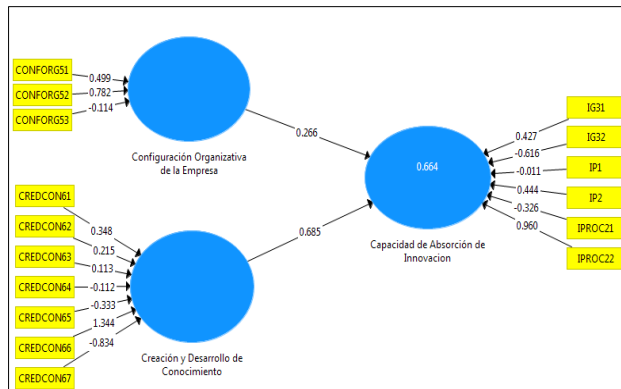 CONFORG51
CONFORG52
CONFORG53
0.499
0.782
-0.114
Configuración Organizativa
de la Empresa
0.266
CREDCON61
CREDCON62
CREDCON63
CREDCON64
CREDCON65
CREDCON66
CREDCON67
0.348
0.215
0.113
-0.112
-0.333
1.344
-0.834
Creación y Desarrollo de
Conocimiento
0.685
0.664
Capacidad de Absorción de
Innovacion
0.427
-0.616
-0.011
0.444
-0.326
0.960
IG31
IG32
IP1
IP2
IPROC21
IPROC22